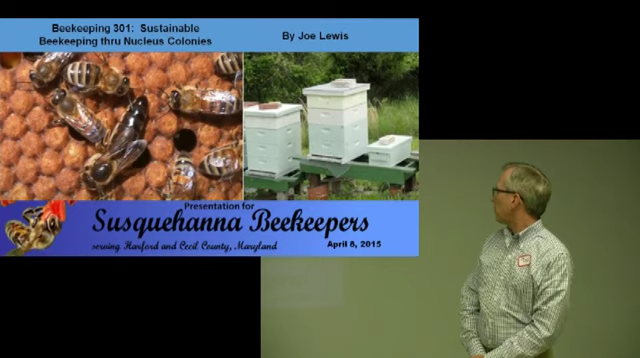 Beekeeping 301: Sustainable
Beekeeping thru Nucleus Colonies
By Joe Lewis
Presentation for
Susquehanna Beekeepers
serving Harford and Cecil County, Maryland
April 8, 2015